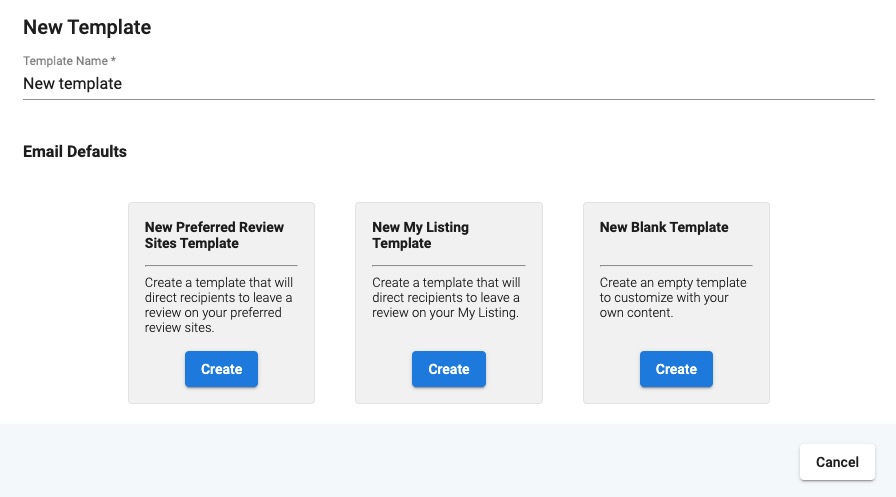 New Template
Template Name *
New template
Email Defaults
New Preferred Review
Sites Template
Create a template that will
direct recipients to leave a
review on your preferred
review sites.
Create
New My Listing
Template
Create a template that will
direct recipients to leave a
review on your My Listing.
Create
New Blank Template
Create an empty template
to customize with your
own content.
Create
Cancel